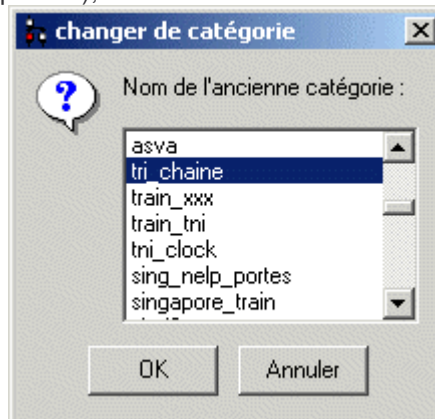 changer de catégorie
?
Nom de l'ancienne catégorie :
asva
tri_chaine
train_xxx
train_tni
tni_clock
sing_nelp_portes
singapore_train
OK Annuler